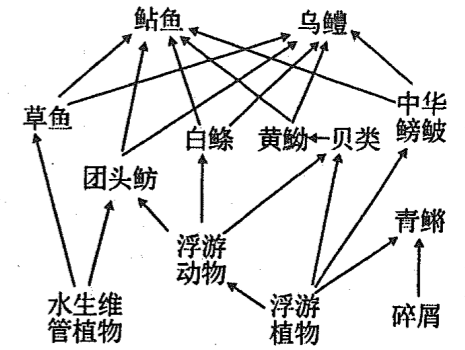 鲇鱼 乌鳢
草鱼 白鲦 黄鰍 贝类 中华
鳑鲏
团头鲂
浮游
动物
青鳉
水生维
管植物
浮游
植物
碎屑